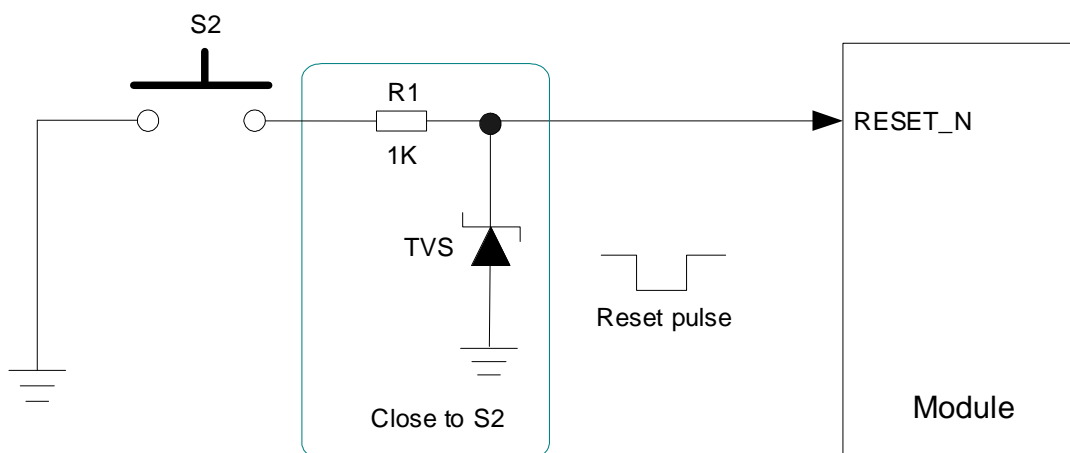 S2
R1
1K
RESET_N
TVS
Reset pulse
Close to S2
Module